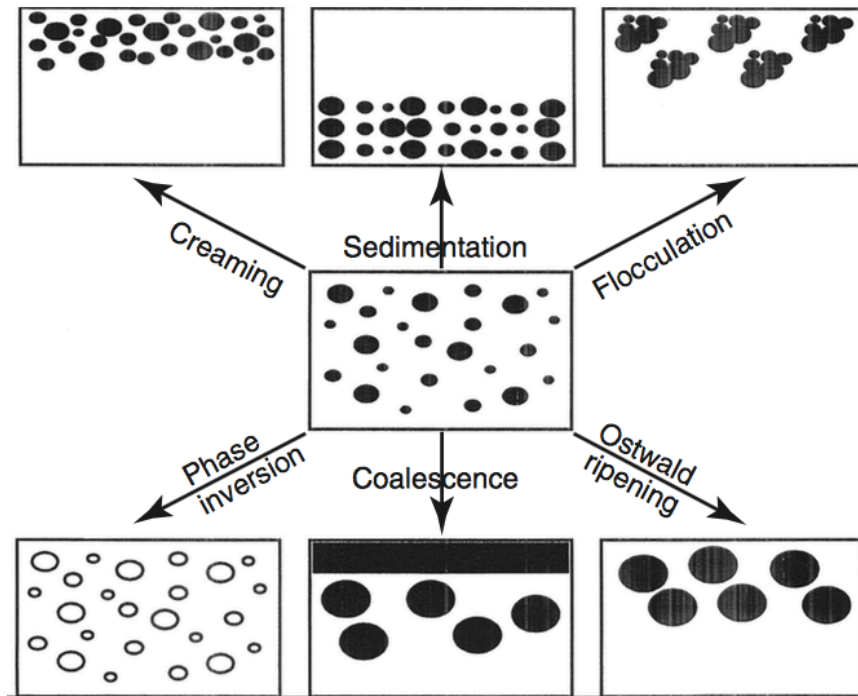 Creaming
Sedimentation
Flocculation
Phase
inversion
Coalescence
Ostwald
ripening